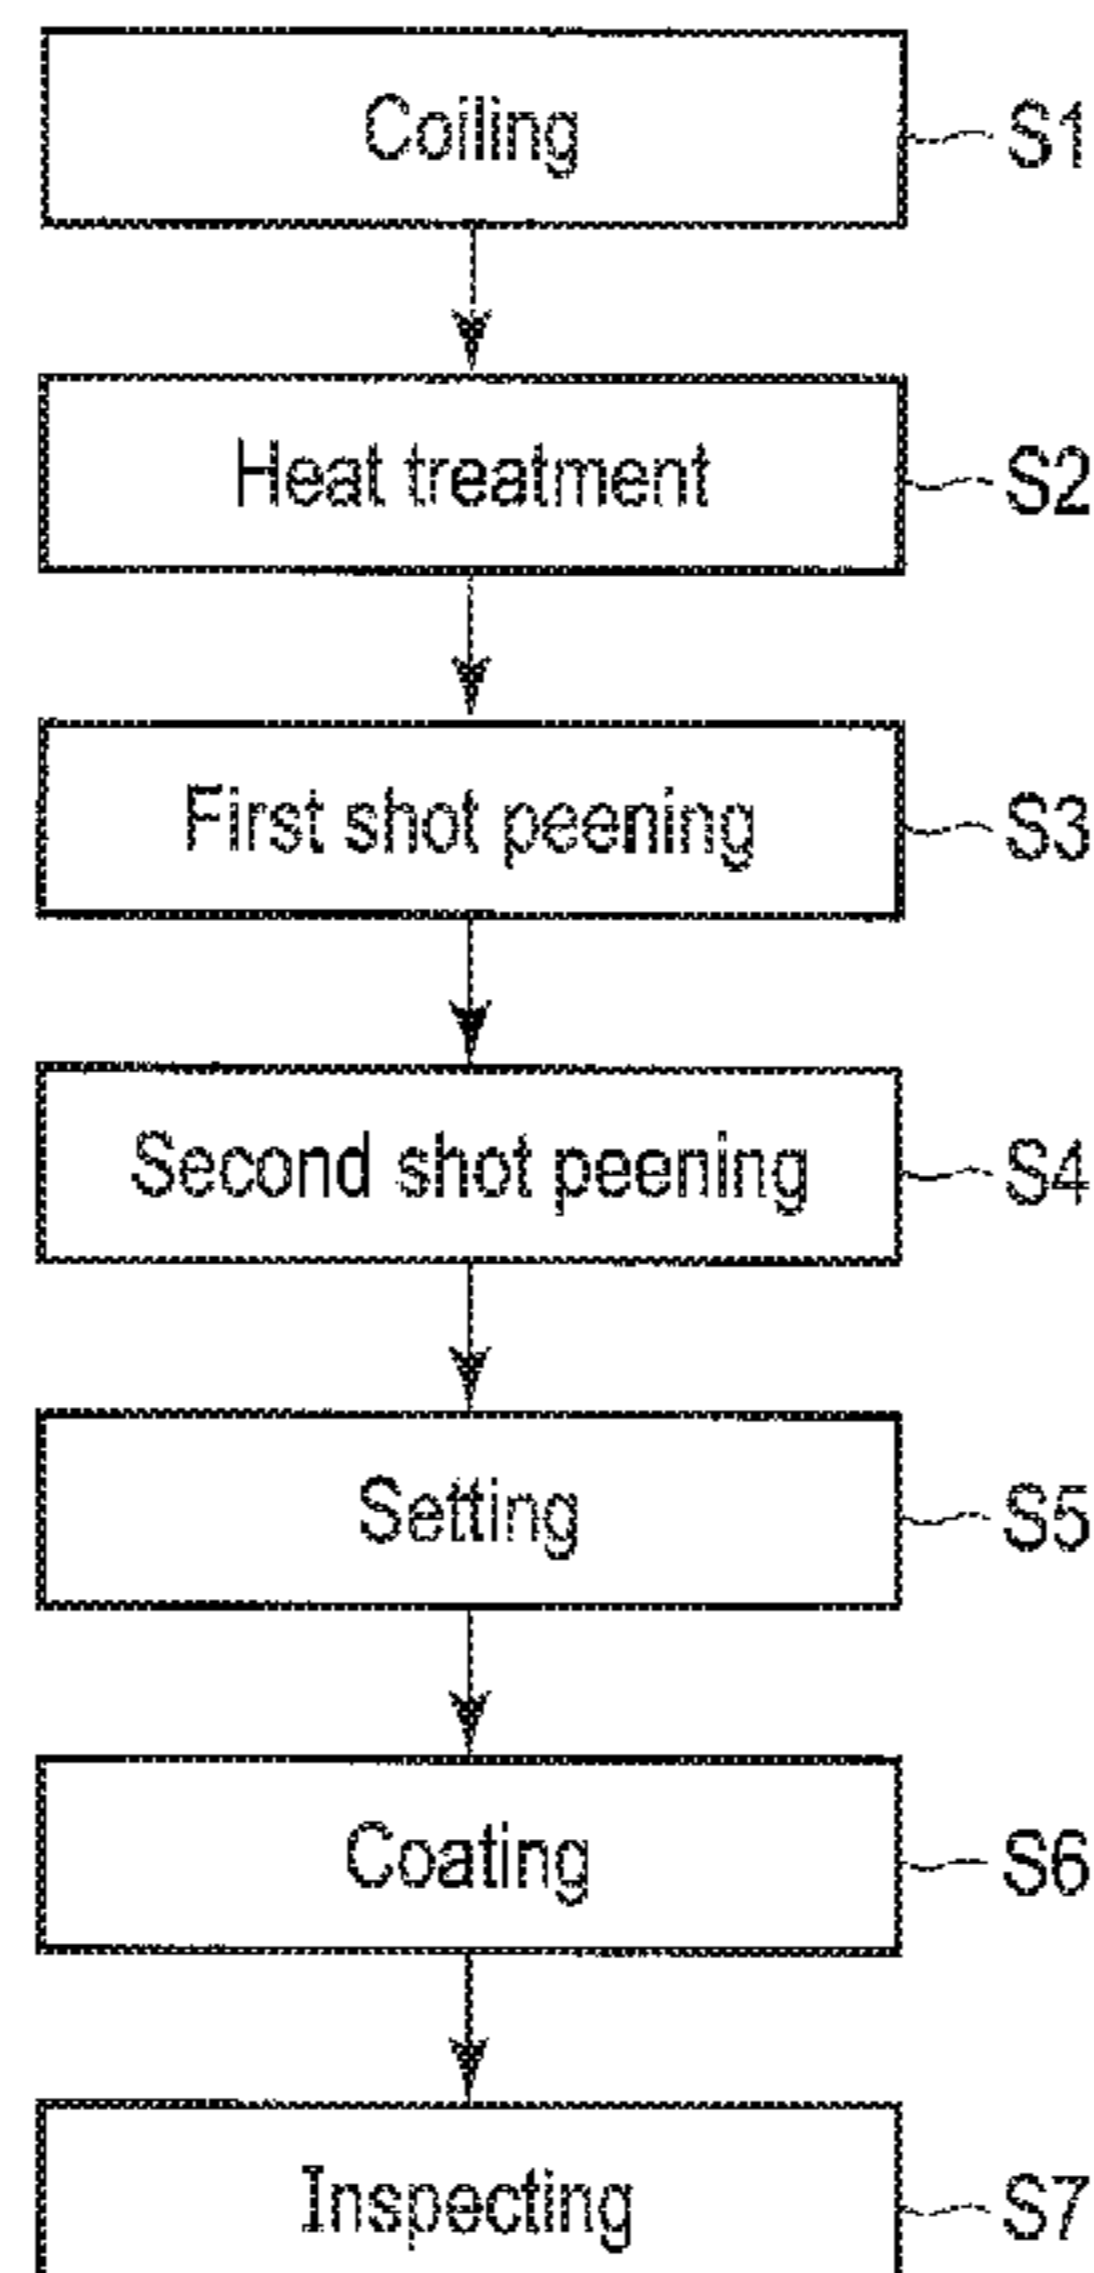 Coiling S1
Heat treatment S2
First shot peening S3
Second shot peening S4
Setting S5
Coating S6
Inspecting S7